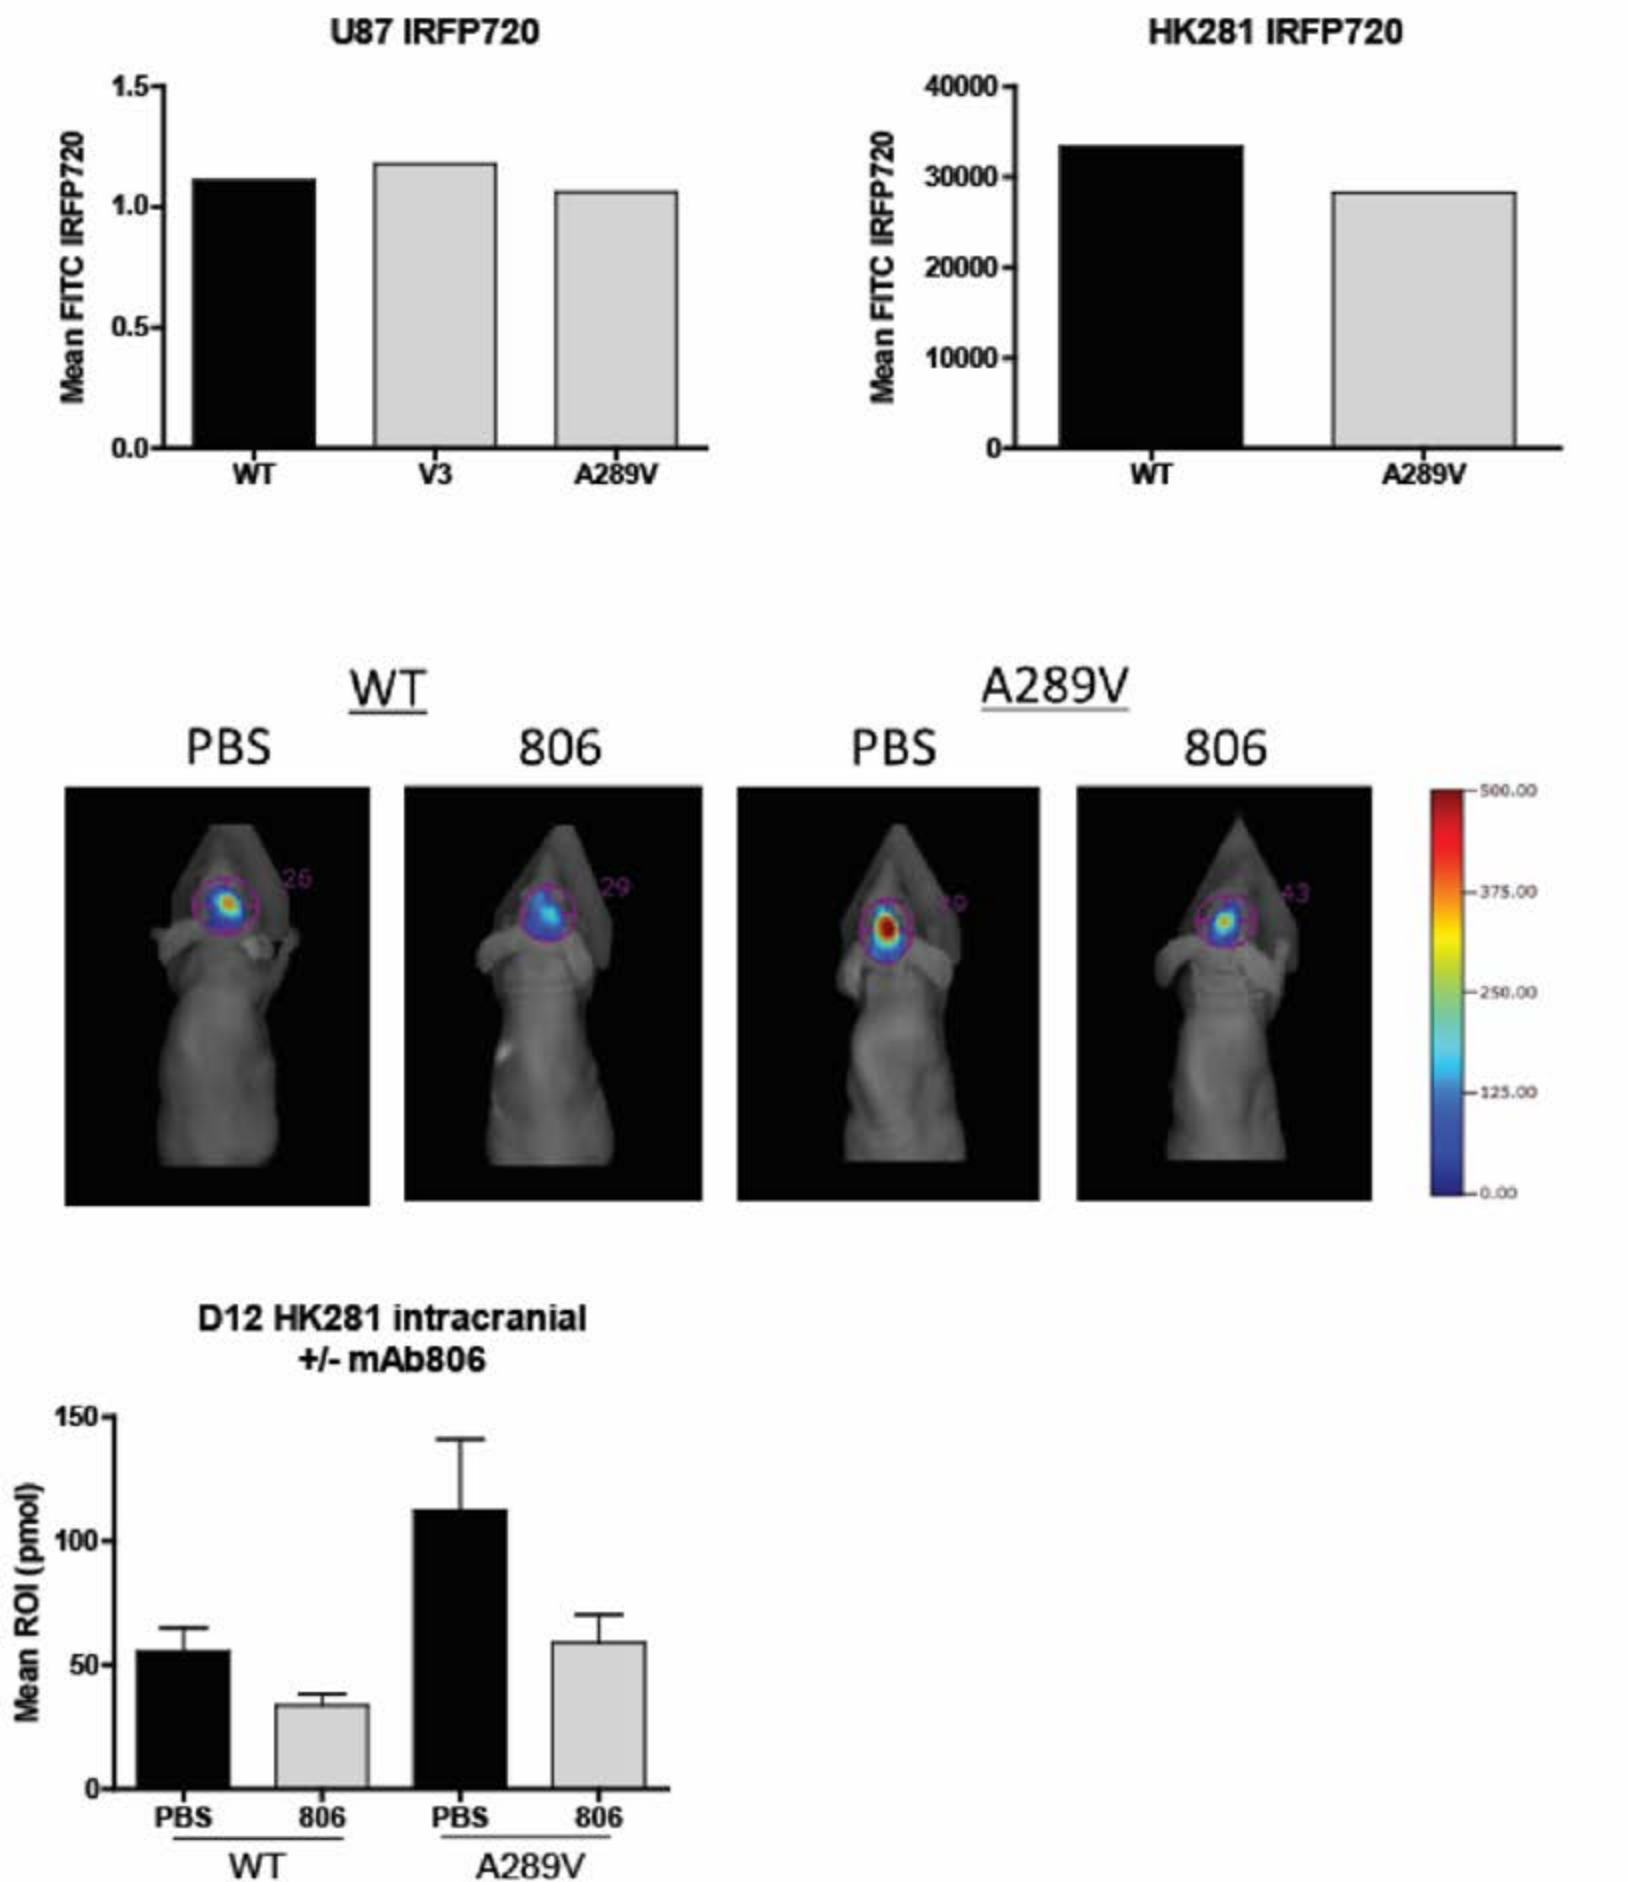 U87 IRFP720
HK281 IRFP720
Mean FITC IRFP720
1.5
1.0
0.5
0.0
WT V3 A289V
Mean FITC IRFP720
40000
30000
20000
10000
0
WT A289V
WT A289V
PBS 806 PBS 806
26
29
43
500.00
375.00
250.00
125.00
0.00
D12 HK281 intracranial
+/- mAb806
Mean ROI (pmol)
150
100
50
0
PBS 806 PBS 806
WT A289V